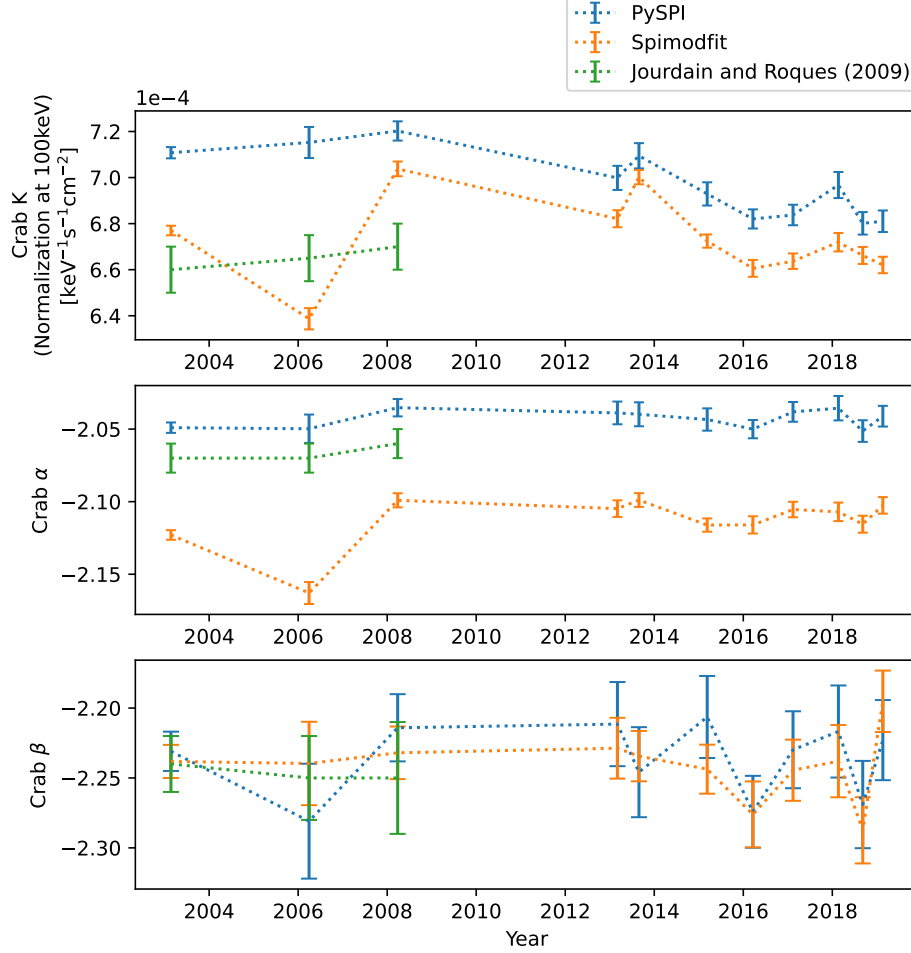 PySPI
Spimodfit
Jourdain and Roques (2009)
1e−4
Crab K
(Normalization at 100keV)
[keV⁻¹s⁻¹cm⁻²]
7.2
7.0
6.8
6.6
6.4
2004 2006 2008 2010 2012 2014 2016 2018
Crab α
−2.05
−2.10
−2.15
2004 2006 2008 2010 2012 2014 2016 2018
Crab β
−2.20
−2.25
−2.30
2004 2006 2008 2010 2012 2014 2016 2018
Year